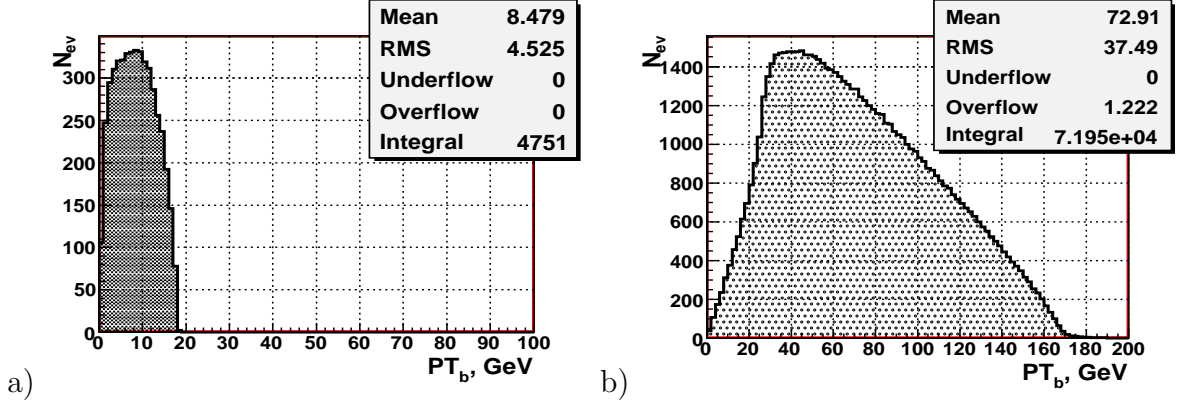 Mean 8.479
RMS 4.525
Underflow 0
Overflow 0
Integral 4751
N_ev
300
250
200
150
100
50
0
0 10 20 30 40 50 60 70 80 90 100
PT_b, GeV
a)
Mean 72.91
RMS 37.49
Underflow 0
Overflow 1.222
Integral 7.195e+04
N_ev
1400
1200
1000
800
600
400
200
0
0 20 40 60 80 100 120 140 160 180 200
PT_b, GeV
b)